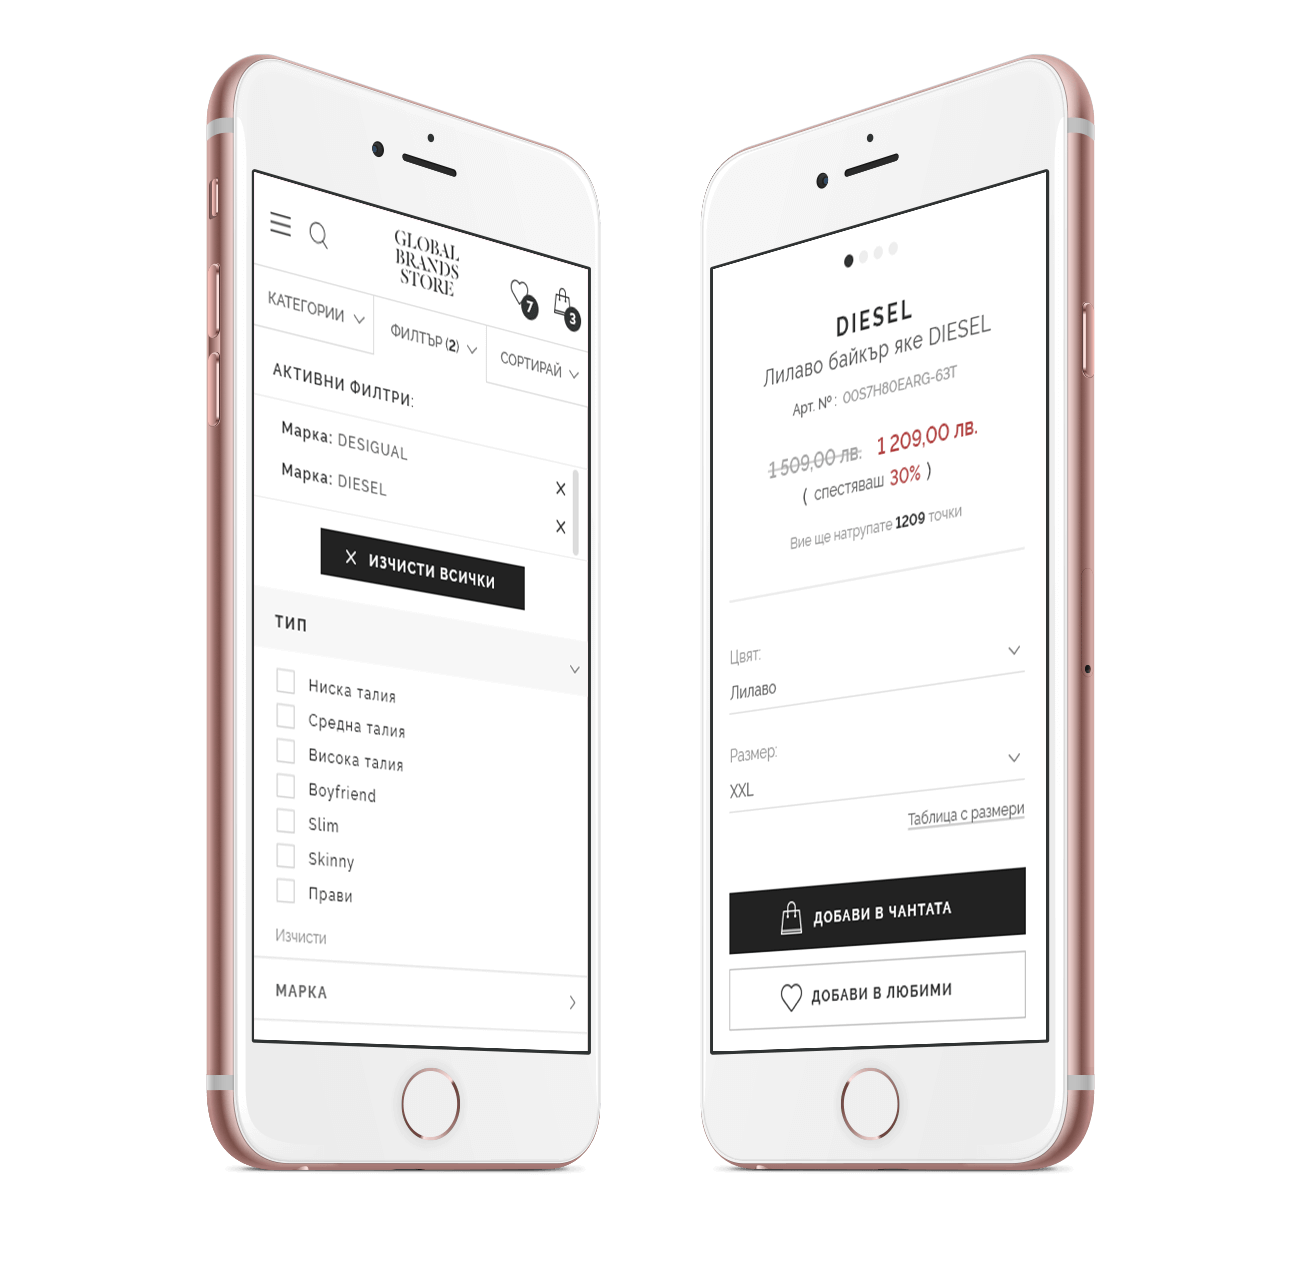 GLOBAL
BRANDS
STORE
7
3
КАТЕГОРИИ
ФИЛТЪР (2)
СОРТИРАЙ
АКТИВНИ ФИЛТРИ:
Марка: DESIGUAL
Марка: DIESEL
ИЗЧИСТИ ВСИЧКИ
ТИП
Ниска талия
Средна талия
Висока талия
Boyfriend
Slim
Skinny
Прави
Изчисти
МАРКА
DIESEL
Лилаво байкър яке DIESEL
Арт. № : 00S7H80EARG-63T
1 509,00 лв. 1 209,00 лв.
( спестяваш 30% )
Вие ще натрупате 1209 точки
Цвят:
Лилаво
Размер:
XXL
Таблица с размери
ДОБАВИ В ЧАНТАТА
ДОБАВИ В ЛЮБИМИ